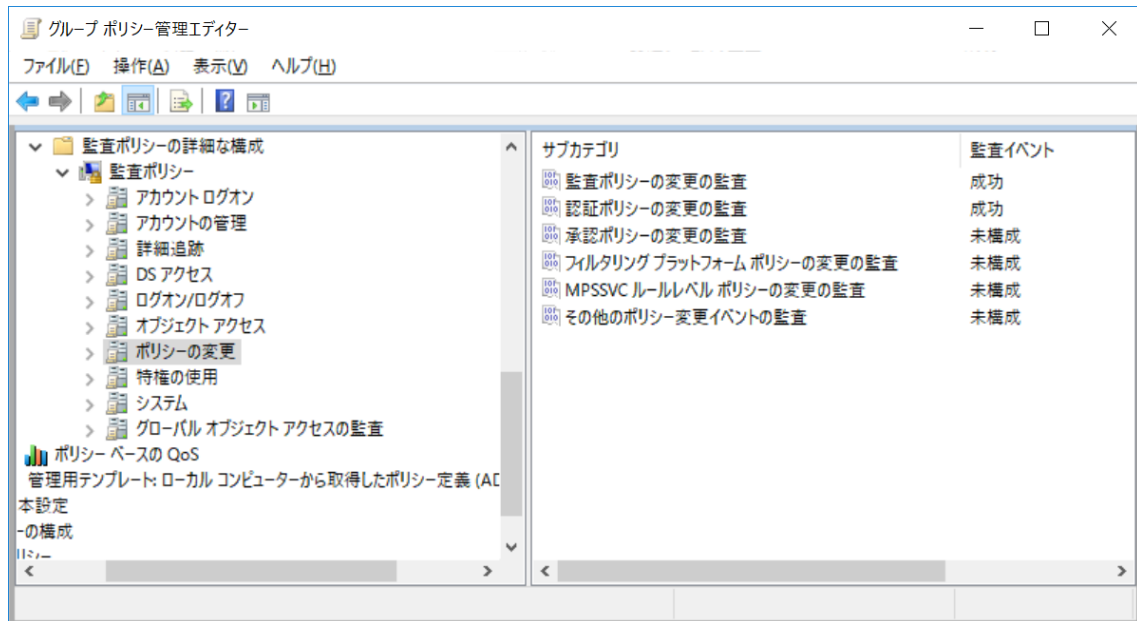 グループ ポリシー管理エディター
ファイル(F) 操作(A) 表示(V) ヘルプ(H)
監査ポリシーの詳細な構成
監査ポリシー
アカウント ログオン
アカウントの管理
詳細追跡
DS アクセス
ログオン/ログオフ
オブジェクト アクセス
ポリシーの変更
特権の使用
システム
グローバル オブジェクト アクセスの監査
ポリシー ベースの QoS
管理用テンプレート: ローカル コンピューターから取得したポリシー定義 (AD
本設定
ーの構成
リシー
サブカテゴリ 監査イベント
監査ポリシーの変更の監査 成功
認証ポリシーの変更の監査 成功
承認ポリシーの変更の監査 未構成
フィルタリング プラットフォーム ポリシーの変更の監査 未構成
MPSSVC ルールレベル ポリシーの変更の監査 未構成
その他のポリシー変更イベントの監査 未構成